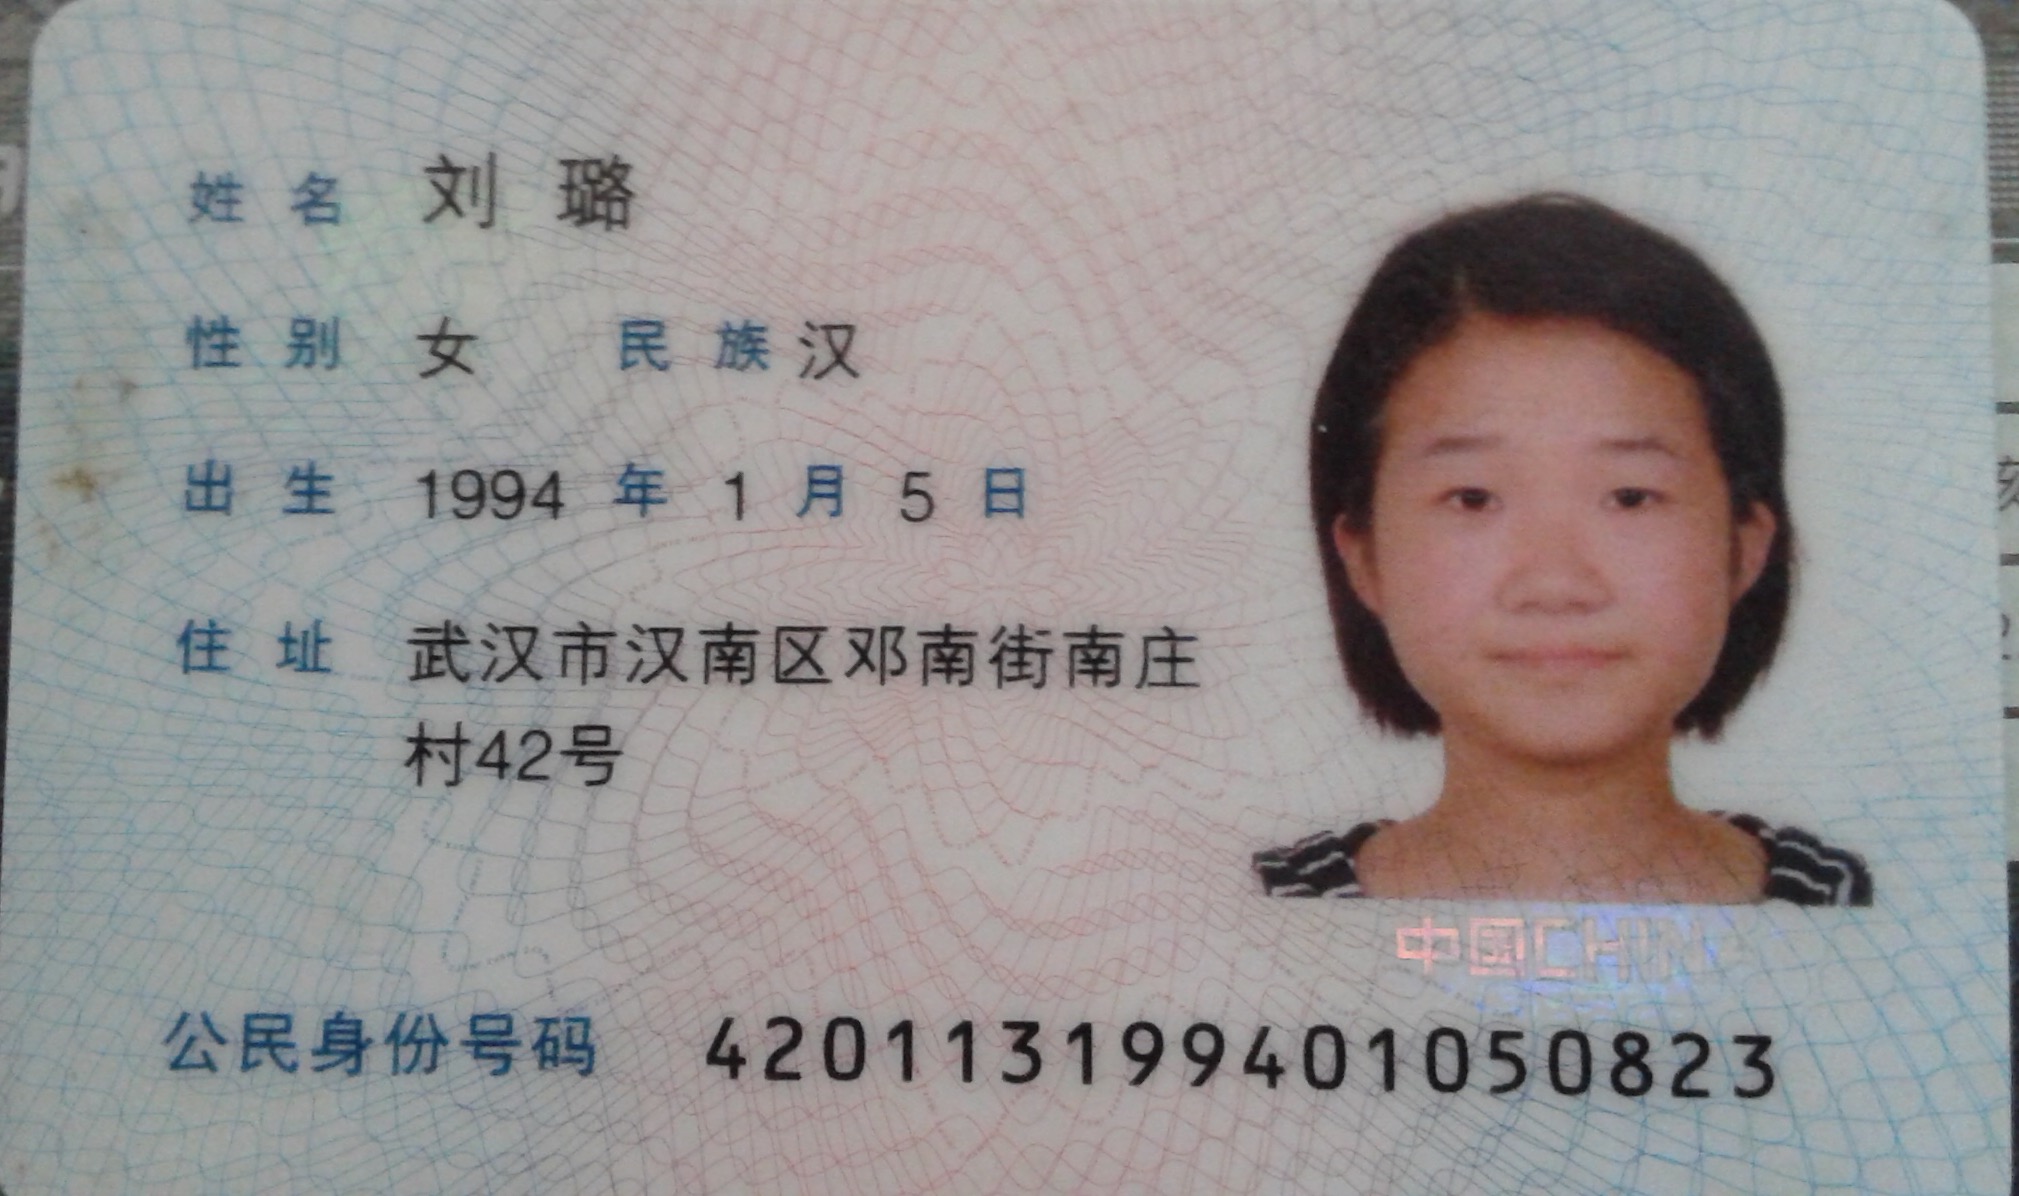 姓名 刘璐
性别 女 民族 汉
出生 1994 年 1 月 5 日
住址 武汉市汉南区邓南街南庄
村42号
中国CHINA
公民身份号码 420113199401050823